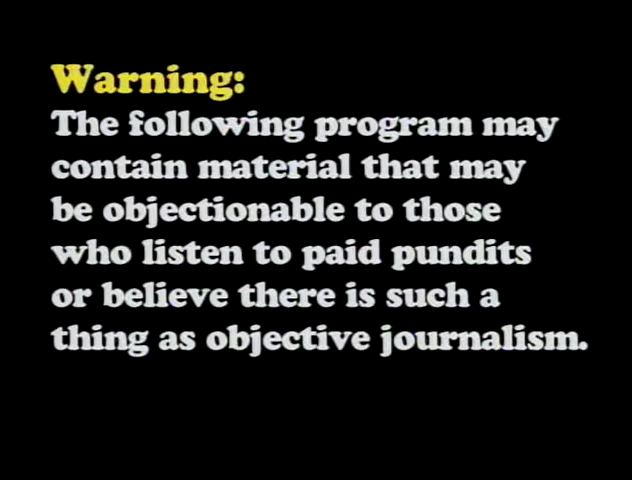 Warning:
The following program may
contain material that may
be objectionable to those
who listen to paid pundits
or believe there is such a
thing as objective journalism.